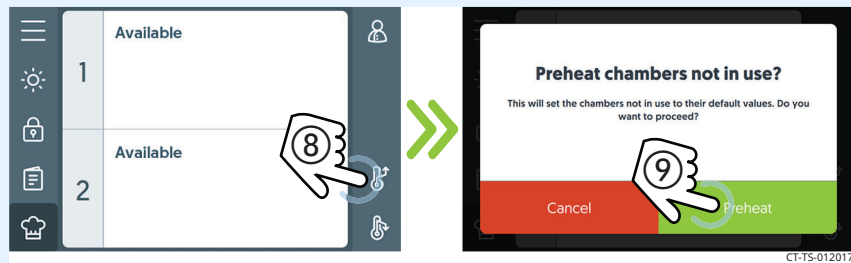 Available
1
8
Available
2
Preheat chambers not in use?
This will set the chambers not in use to their default values. Do you
want to proceed?
9
Cancel
Preheat
CT-TS-012017